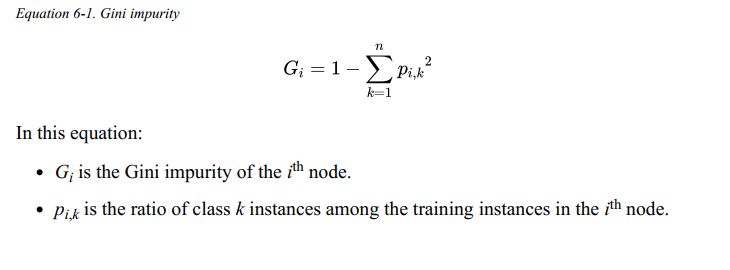 Equation 6-1. Gini impurity
G_i = 1 − \sum_{k=1}^{n} p_{i,k}^2
In this equation:
• G_i is the Gini impurity of the i^th node.
• p_{i,k} is the ratio of class k instances among the training instances in the i^th node.